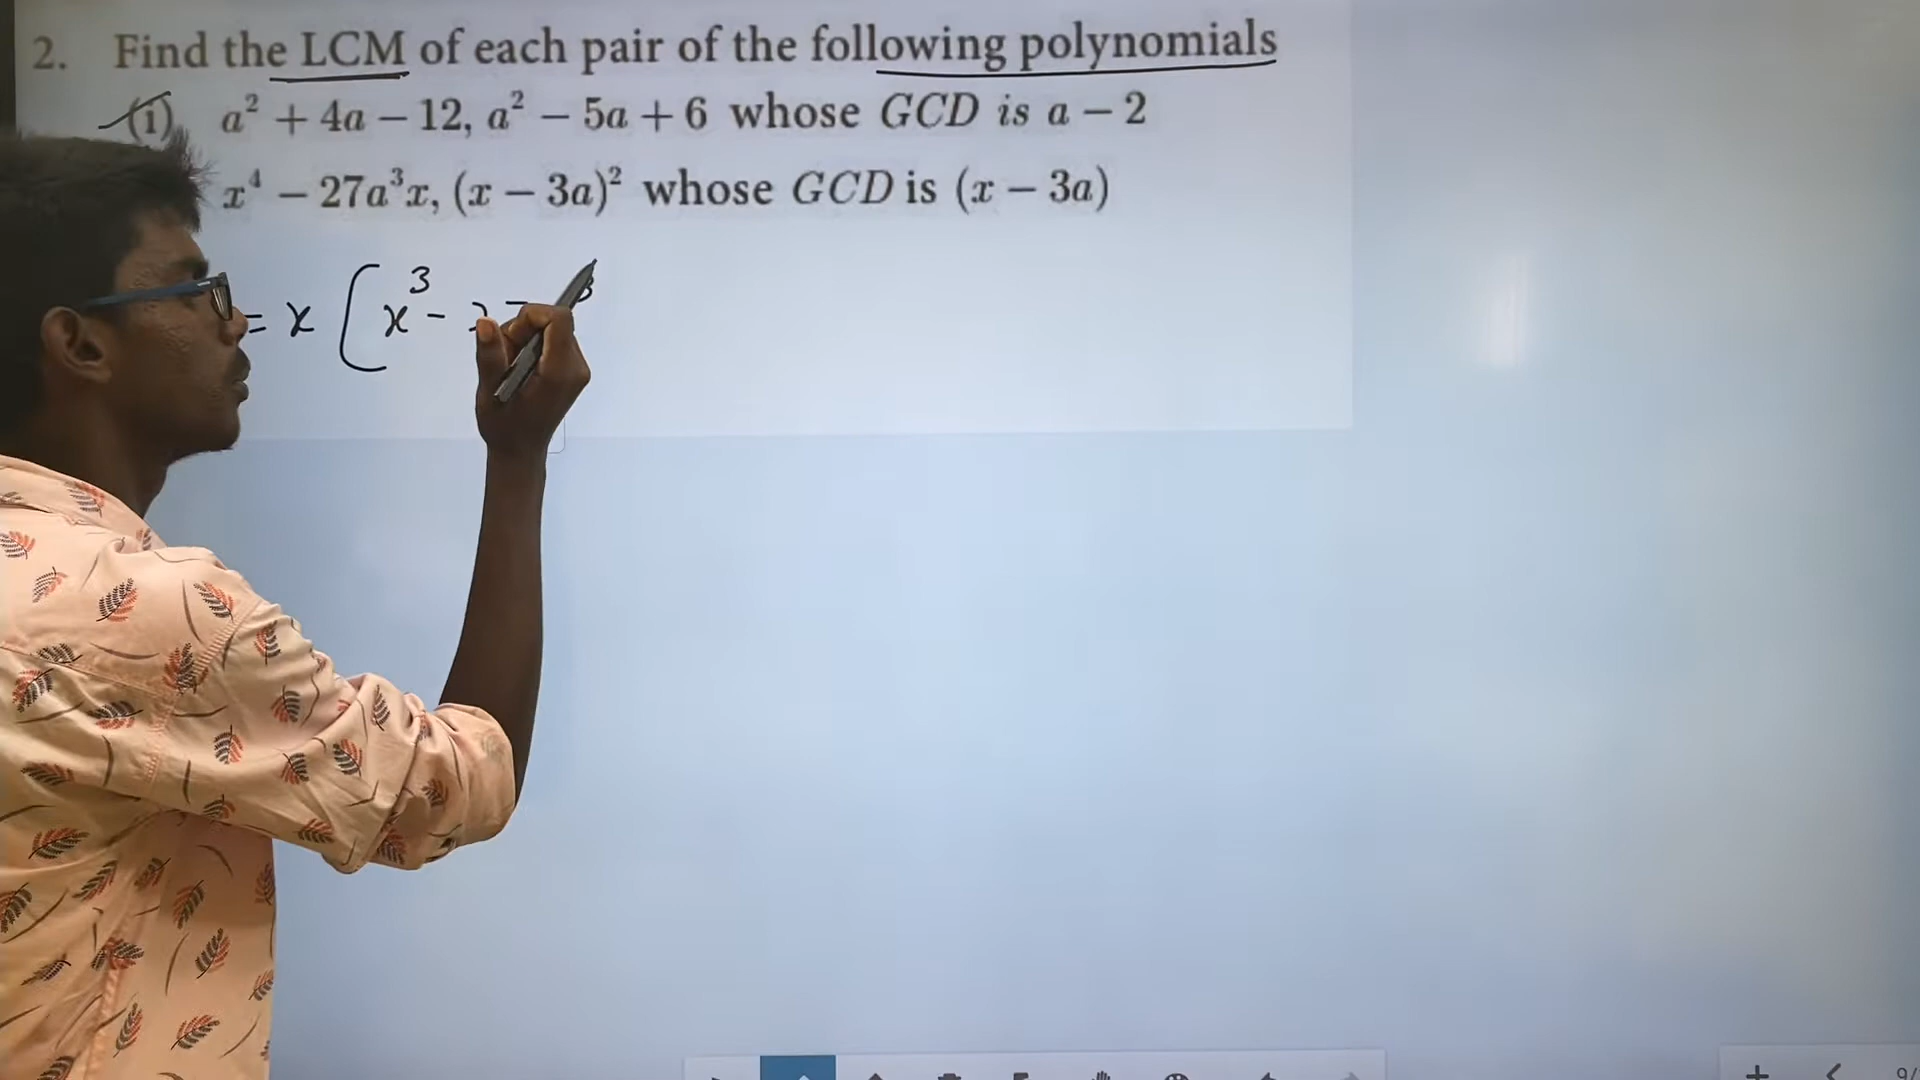 2. Find the LCM of each pair of the following polynomials
(i) a² + 4a – 12, a² – 5a + 6 whose GCD is a – 2
x⁴ – 27a³x, (x – 3a)² whose GCD is (x – 3a)
= x ( x³ -